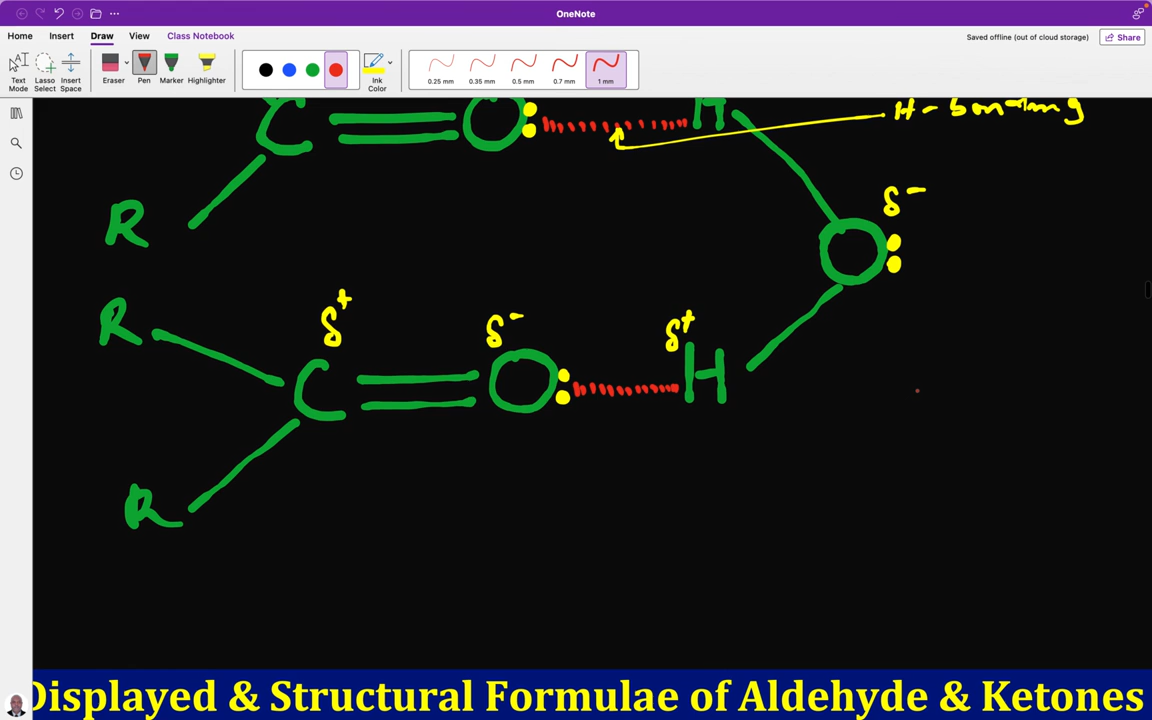 OneNote
Home Insert Draw View Class Notebook
Saved offline (out of cloud storage) Share
Text Mode Lasso Select Insert Space Eraser Pen Marker Highlighter Ink Color 0.25 mm 0.35 mm 0.5 mm 0.7 mm 1 mm
C O : H H-bonding
R δ-
O :
R δ+ δ- δ+
C O : H
R
Displayed & Structural Formulae of Aldehyde & Ketones